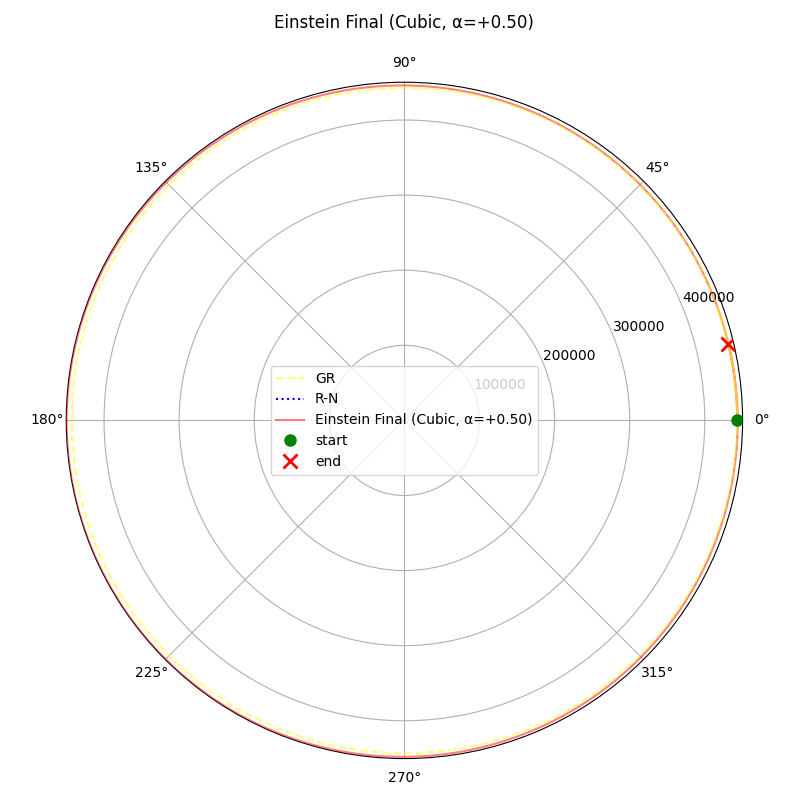 Einstein Final (Cubic, α=+0.50)
90°
135°
45°
400000
300000
200000
100000
180°
0°
GR
R-N
Einstein Final (Cubic, α=+0.50)
start
end
225°
315°
270°